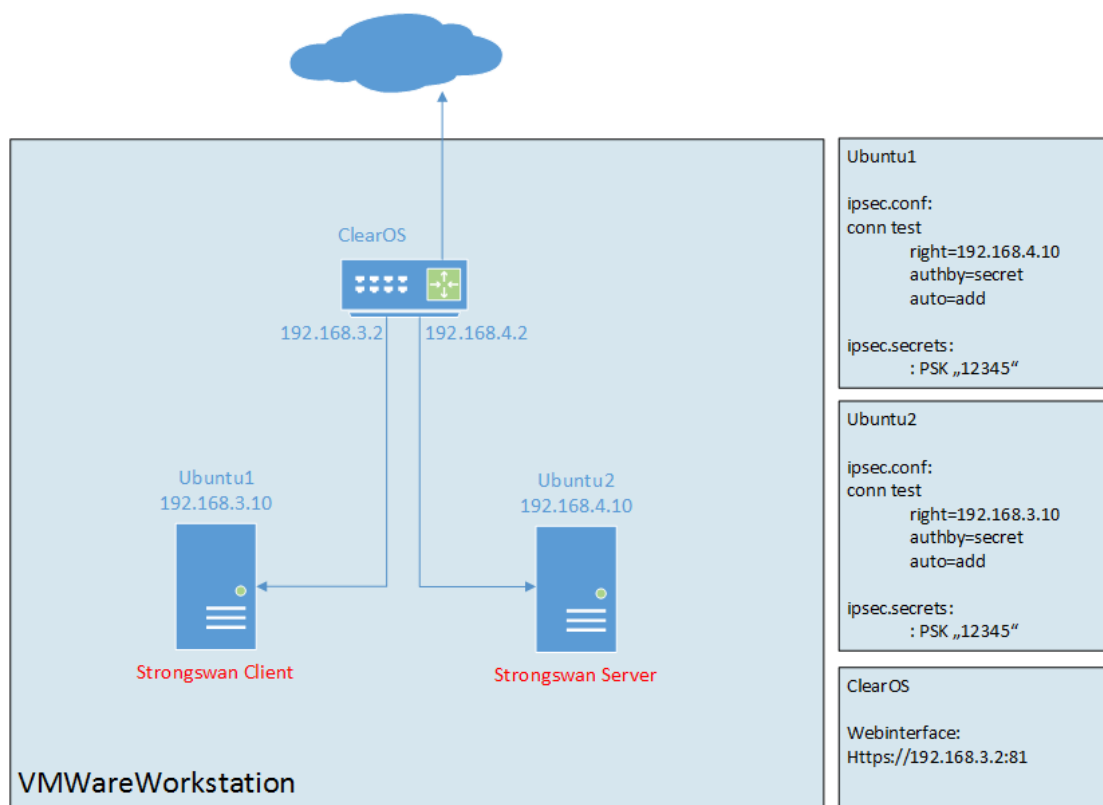 ClearOS
192.168.3.2
192.168.4.2
Ubuntu1
192.168.3.10
Ubuntu2
192.168.4.10
Strongswan Client
Strongswan Server
VMWareWorkstation
Ubuntu1
ipsec.conf:
conn test
right=192.168.4.10
authby=secret
auto=add
ipsec.secrets:
: PSK „12345“
Ubuntu2
ipsec.conf:
conn test
right=192.168.3.10
authby=secret
auto=add
ipsec.secrets:
: PSK „12345“
ClearOS
Webinterface:
Https://192.168.3.2:81